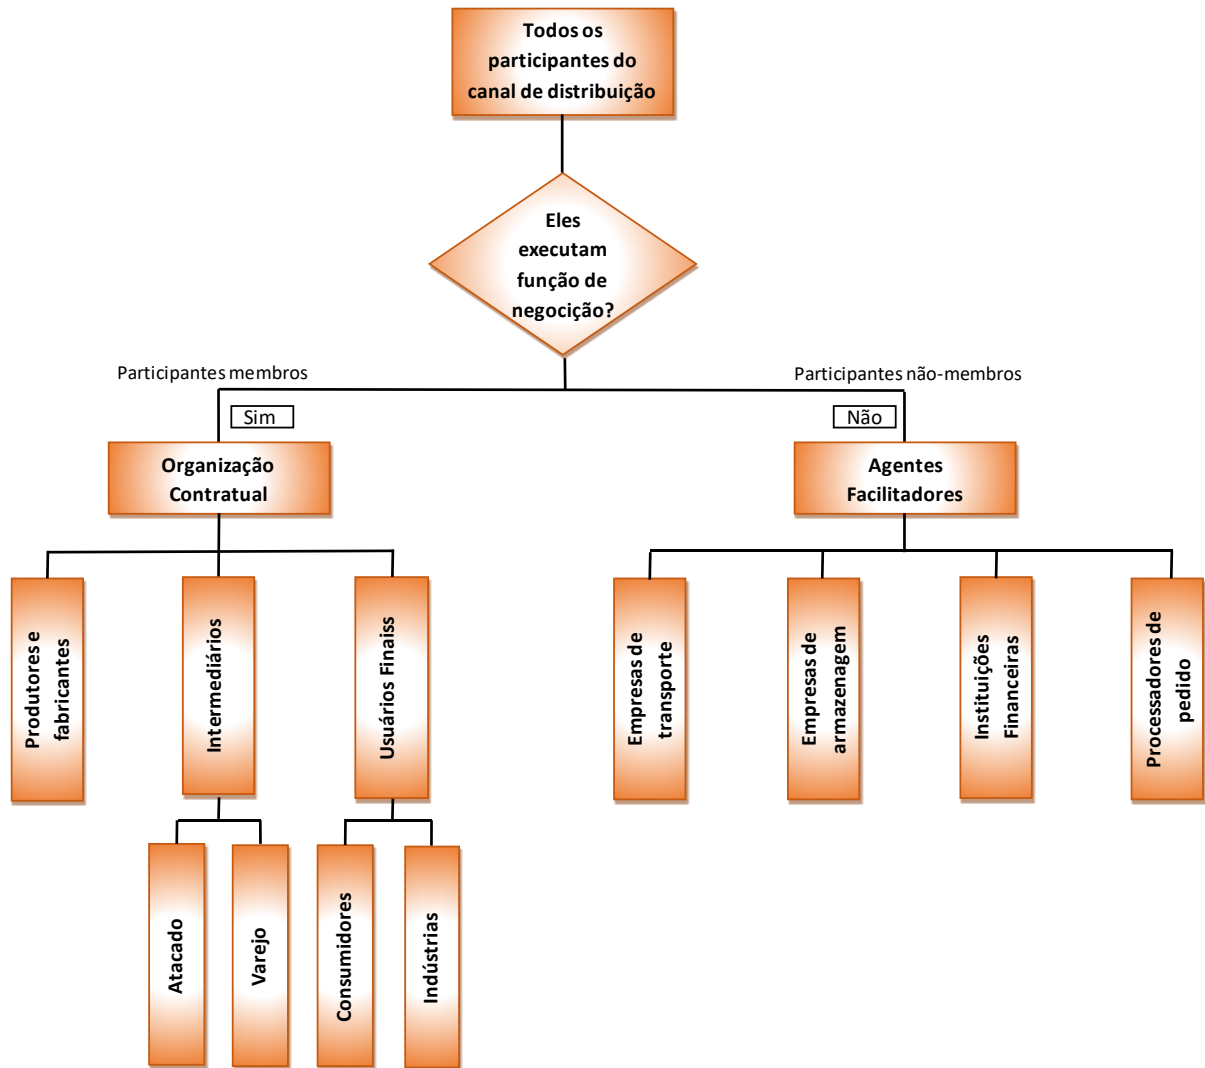 Todos os
participantes do
canal de distribuição
Eles
executam
função de
negocição?
Participantes membros
Participantes não-membros
Sim
Não
Organização
Contratual
Agentes
Facilitadores
Produtores e
fabricantes
Intermediários
Usuários Finaiss
Empresas de
transporte
Empresas de
armazenagem
Instituições
Financeiras
Processadores de
pedido
Atacado
Varejo
Consumidores
Indústrias